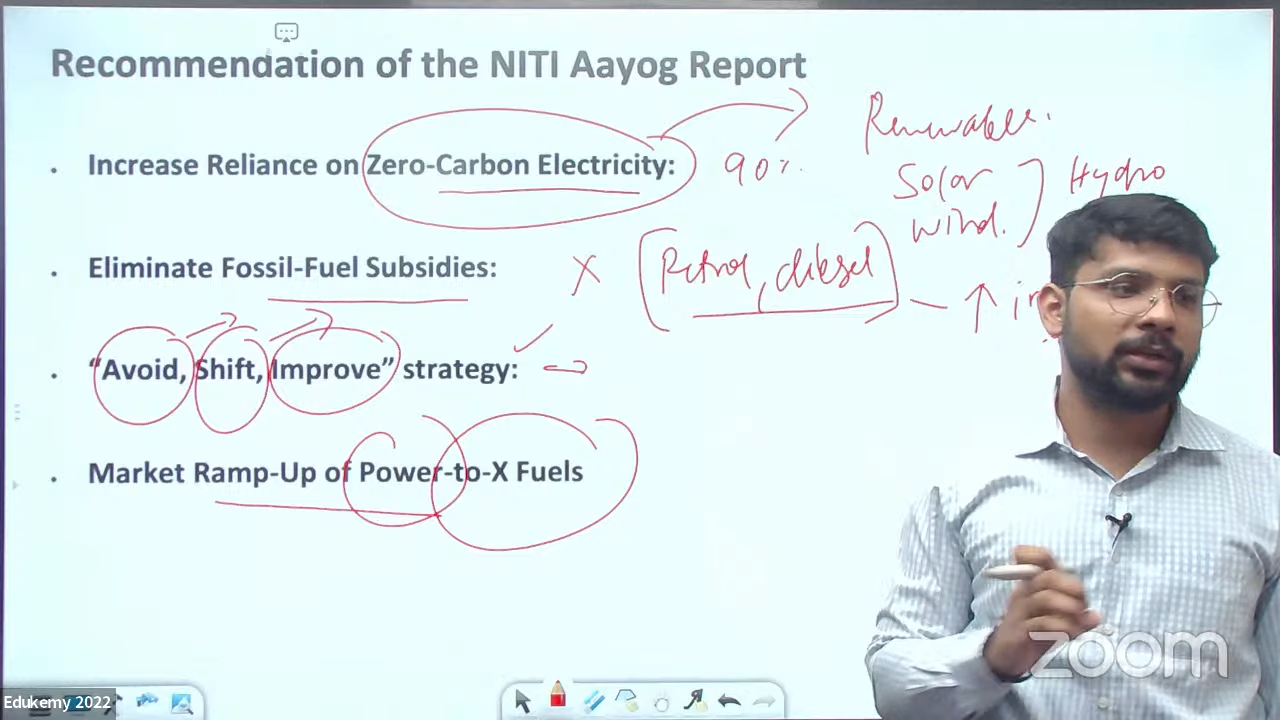 Recommendation of the NITI Aayog Report
Renewable.
. Increase Reliance on Zero-Carbon Electricity: 90%.
Solar
wind.
Hydro
. Eliminate Fossil-Fuel Subsidies: X [Petrol, diesel] – ↑
. "Avoid, Shift, Improve" strategy:
. Market Ramp-Up of Power-to-X Fuels
zoom
Edukemy 2022